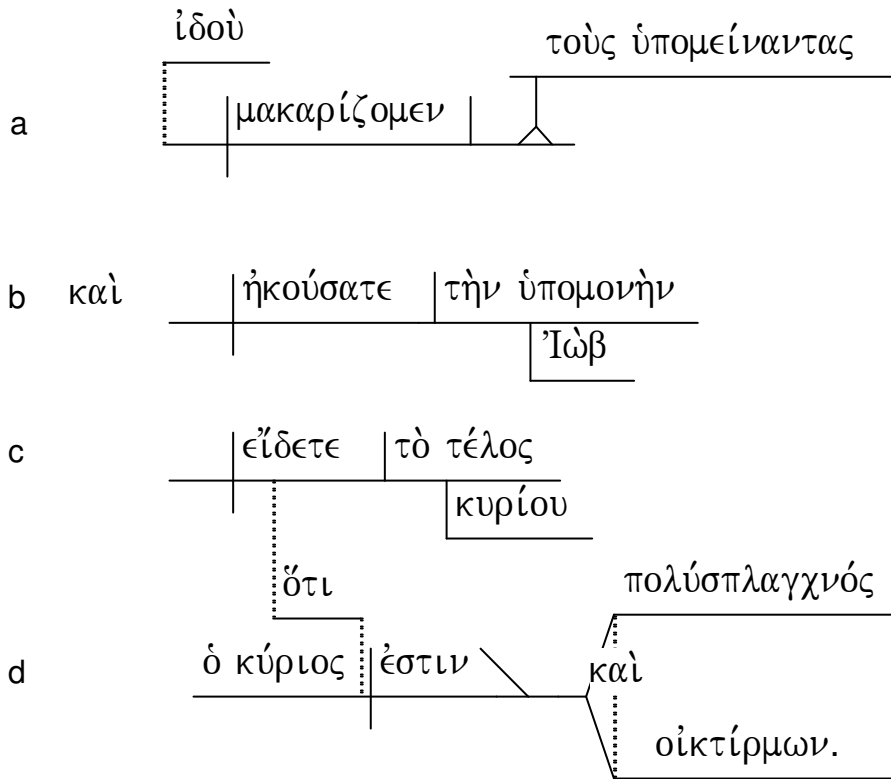 ἰδοὺ τοὺς ὑπομείναντας
a μακαρίζομεν
b καὶ ἠκούσατε τὴν ὑπομονὴν
Ἰὼβ
c εἴδετε τὸ τέλος
κυρίου
ὅτι πολύσπλαγχνός
d ὁ κύριος ἐστιν καὶ
οἰκτίρμων.